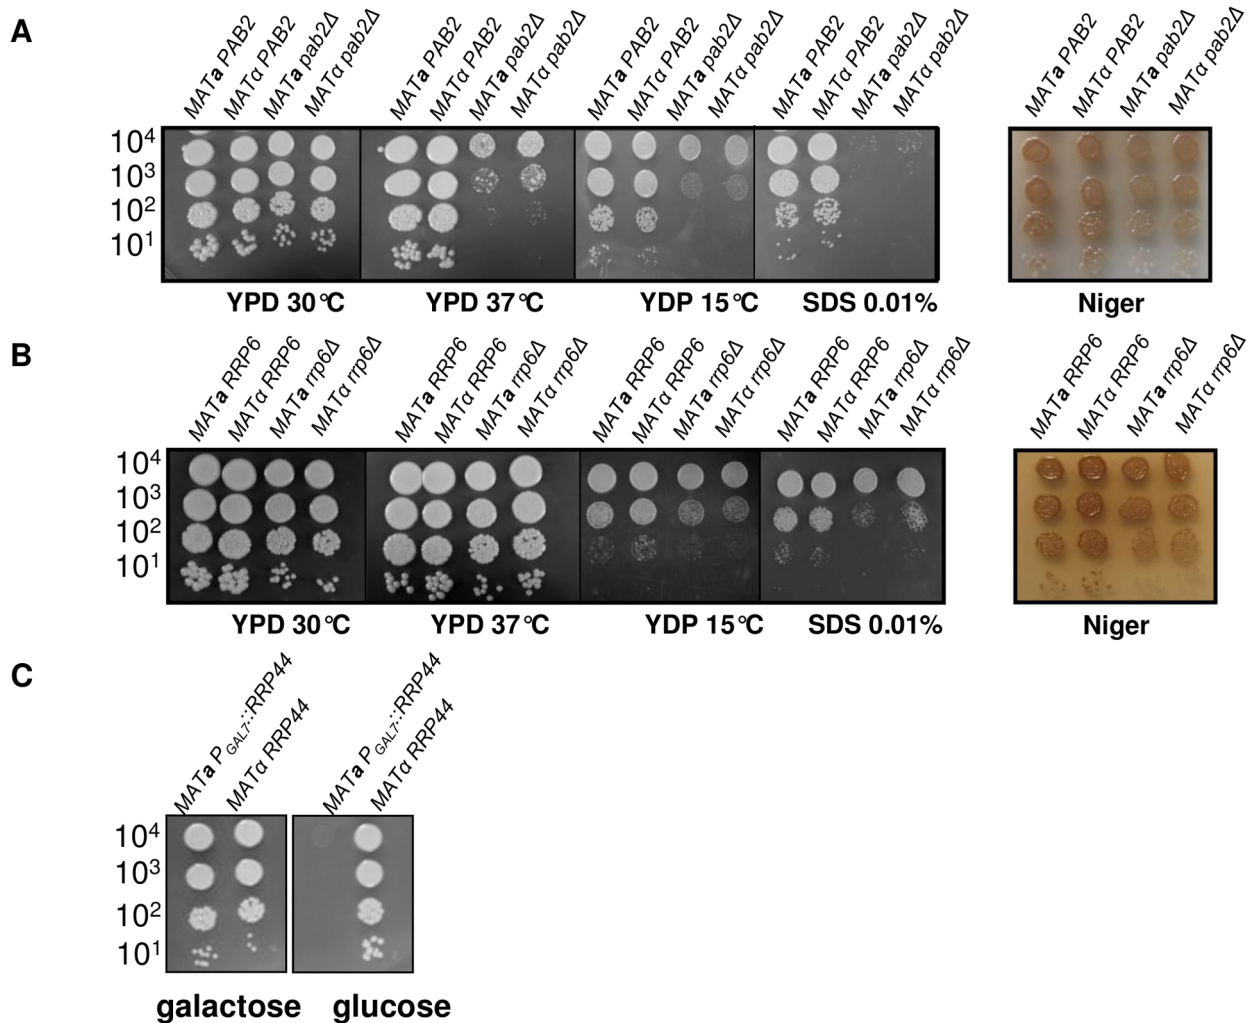 A
MATa PAB2 MATα PAB2 MATa pab2Δ MATα pab2Δ MATa PAB2 MATα PAB2 MATa pab2Δ MATα pab2Δ MATa PAB2 MATα PAB2 MATa pab2Δ MATα pab2Δ MATa PAB2 MATα PAB2 MATa pab2Δ MATα pab2Δ MATa PAB2 MATα PAB2 MATa pab2Δ MATα pab2Δ
10⁴
10³
10²
10¹
YPD 30°C YPD 37°C YDP 15°C SDS 0.01% Niger
B
MATa RRP6 MATα RRP6 MATa rrp6Δ MATα rrp6Δ MATa RRP6 MATα RRP6 MATa rrp6Δ MATα rrp6Δ MATa RRP6 MATα RRP6 MATa rrp6Δ MATα rrp6Δ MATa RRP6 MATα RRP6 MATa rrp6Δ MATα rrp6Δ MATa RRP6 MATα RRP6 MATa rrp6Δ MATα rrp6Δ
10⁴
10³
10²
10¹
YPD 30°C YPD 37°C YDP 15°C SDS 0.01% Niger
C
MATa P_GAL7::RRP44 MATα RRP44 MATa P_GAL7::RRP44 MATα RRP44
10⁴
10³
10²
10¹
galactose glucose